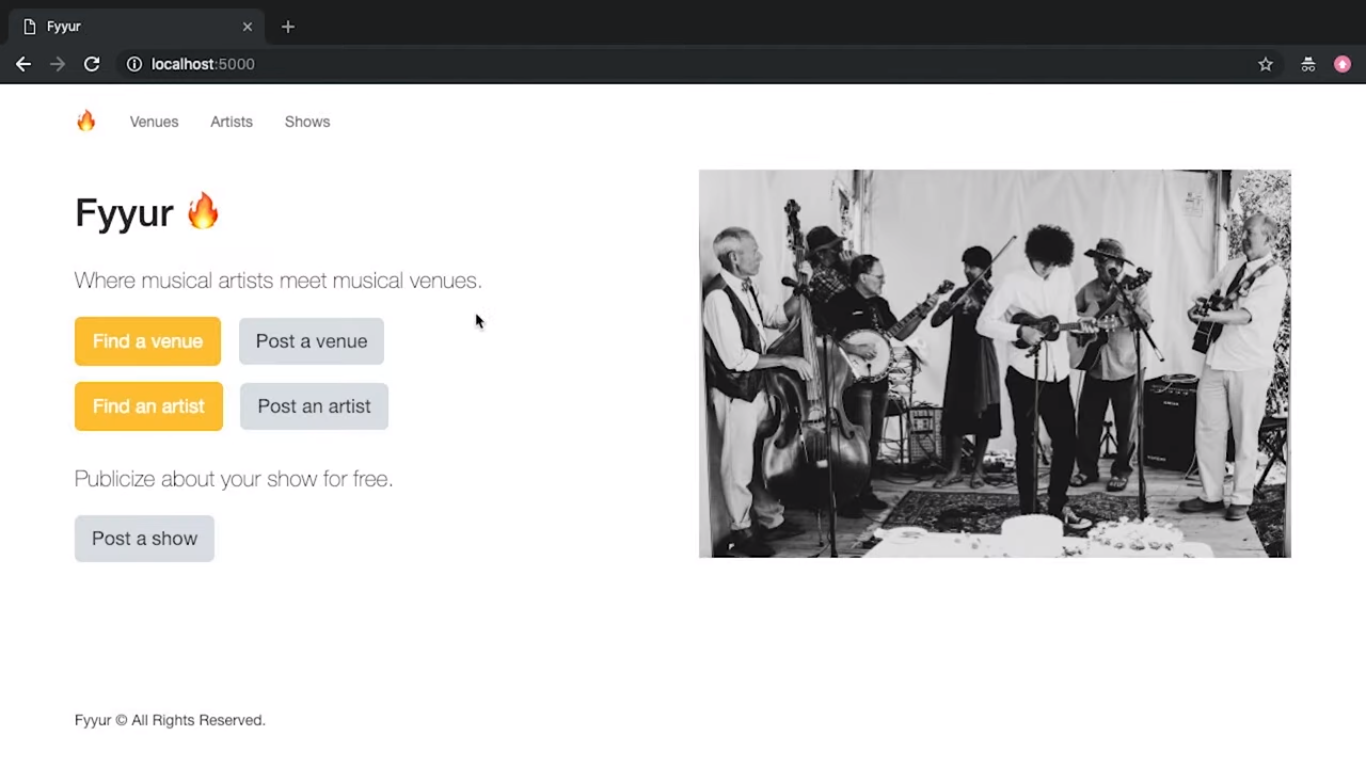 Fyyur
localhost:5000
Venues Artists Shows
Fyyur 🔥
Where musical artists meet musical venues.
Find a venue Post a venue
Find an artist Post an artist
Publicize about your show for free.
Post a show
Fyyur © All Rights Reserved.